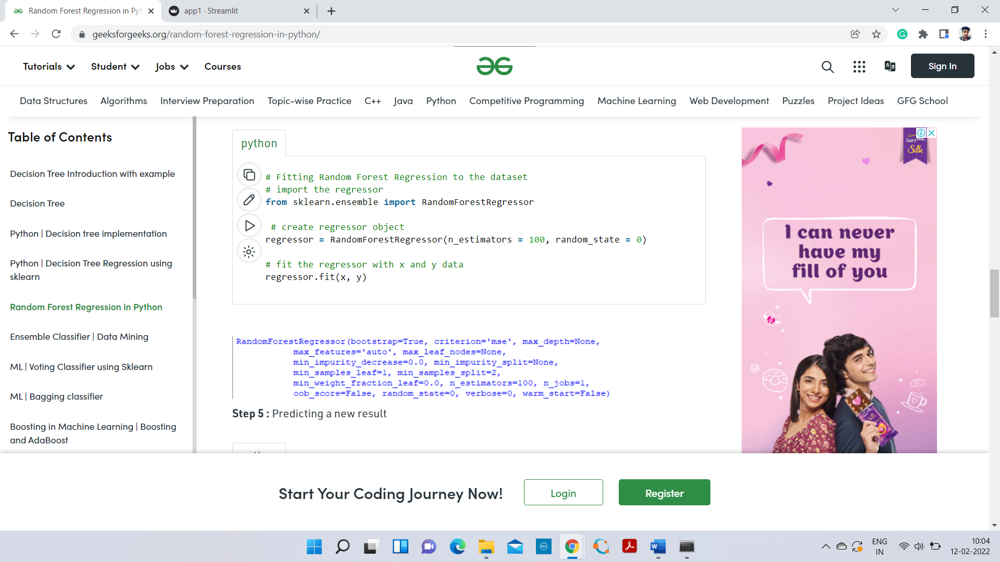 Random Forest Regression in Pyt
app1 · Streamlit
geeksforgeeks.org/random-forest-regression-in-python/
Tutorials
Student
Jobs
Courses
Sign In
Data Structures
Algorithms
Interview Preparation
Topic-wise Practice
C++
Java
Python
Competitive Programming
Machine Learning
Web Development
Puzzles
Project Ideas
GFG School
Table of Contents
Decision Tree Introduction with example
Decision Tree
Python | Decision tree implementation
Python | Decision Tree Regression using
sklearn
Random Forest Regression in Python
Ensemble Classifier | Data Mining
ML | Voting Classifier using Sklearn
ML | Bagging classifier
Boosting in Machine Learning | Boosting
and AdaBoost
python
# Fitting Random Forest Regression to the dataset
# import the regressor
from sklearn.ensemble import RandomForestRegressor
# create regressor object
regressor = RandomForestRegressor(n_estimators = 100, random_state = 0)
# fit the regressor with x and y data
regressor.fit(x, y)
RandomForestRegressor(bootstrap=True, criterion='mse', max_depth=None,
max_features='auto', max_leaf_nodes=None,
min_impurity_decrease=0.0, min_impurity_split=None,
min_samples_leaf=1, min_samples_split=2,
min_weight_fraction_leaf=0.0, n_estimators=100, n_jobs=1,
oob_score=False, random_state=0, verbose=0, warm_start=False)
Step 5 : Predicting a new result
Dairy Milk
Silk
I can never
have my
fill of you
Start Your Coding Journey Now!
Login
Register
ENG
IN
10:04
12-02-2022